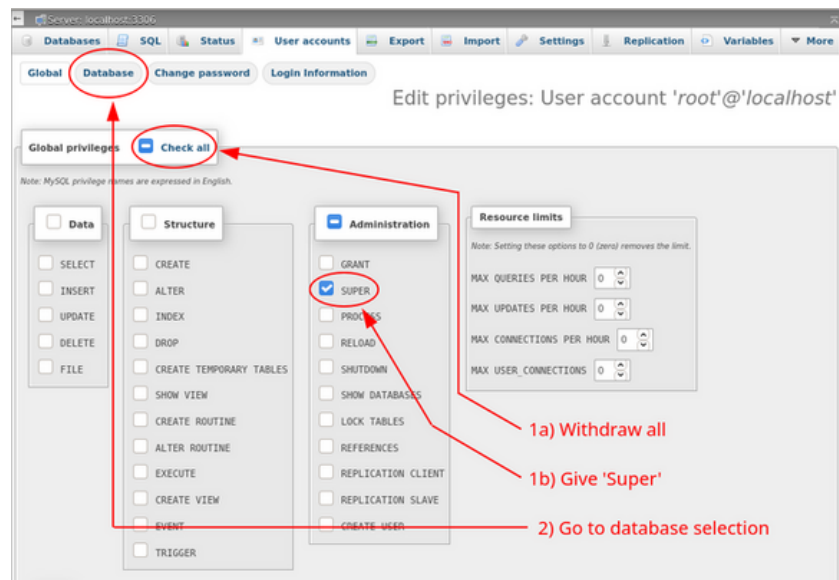 Server: localhost:3306
Databases SQL Status User accounts Export Import Settings Replication Variables More
Global Database Change password Login Information
Edit privileges: User account 'root'@'localhost'
Global privileges Check all
Note: MySQL privilege names are expressed in English.
Data
SELECT
INSERT
UPDATE
DELETE
FILE
Structure
CREATE
ALTER
INDEX
DROP
CREATE TEMPORARY TABLES
SHOW VIEW
CREATE ROUTINE
ALTER ROUTINE
EXECUTE
CREATE VIEW
EVENT
TRIGGER
Administration
GRANT
SUPER
PROCESS
RELOAD
SHUTDOWN
SHOW DATABASES
LOCK TABLES
REFERENCES
REPLICATION CLIENT
REPLICATION SLAVE
CREATE USER
Resource limits
Note: Setting these options to 0 (zero) removes the limit.
MAX QUERIES PER HOUR 0
MAX UPDATES PER HOUR 0
MAX CONNECTIONS PER HOUR 0
MAX USER_CONNECTIONS 0
1a) Withdraw all
1b) Give 'Super'
2) Go to database selection